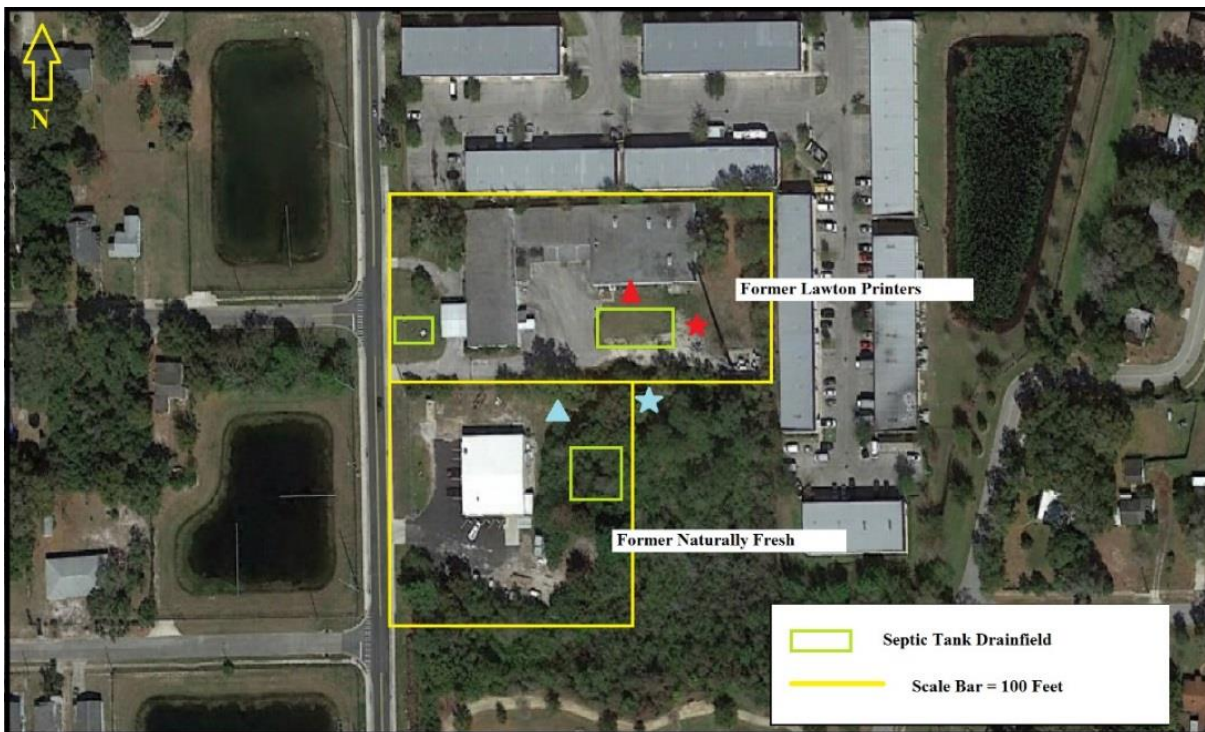 N
Former Lawton Printers
Former Naturally Fresh
Septic Tank Drainfield
Scale Bar = 100 Feet